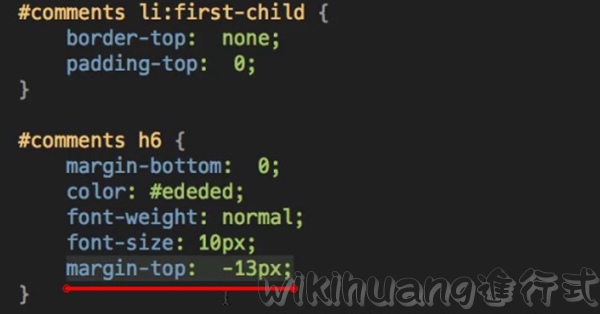 #comments li:first-child {
border-top:  none;
padding-top:  0;
}
#comments h6 {
margin-bottom:  0;
color: #ededed;
font-weight: normal;
font-size: 10px;
margin-top:  -13px;
}
wikihuang進行式